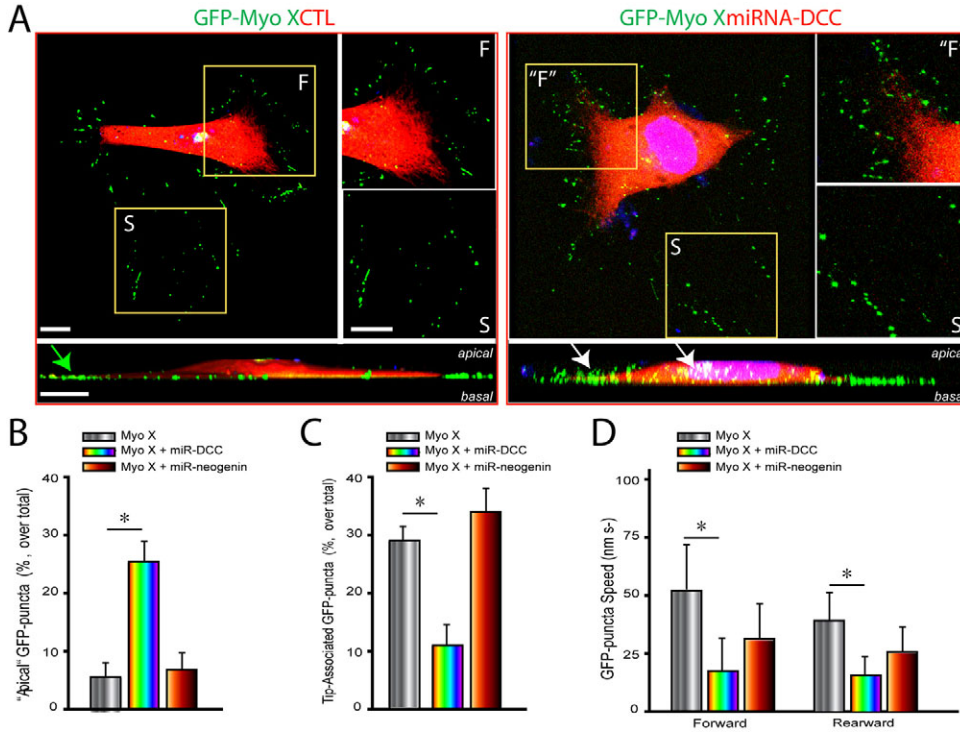 A
GFP-Myo XCTL
GFP-Myo XmiRNA-DCC
F
S
S
apical
basal
"F"
"F"
S
S
apical
basal
B
Myo X
Myo X + miR-DCC
Myo X + miR-neogenin
"Apical" GFP-puncta (%, over total)
40
30
20
10
0
*
C
Myo X
Myo X + miR-DCC
Myo X + miR-neogenin
Tip-Associated GFP-puncta (%, over total)
40
30
20
10
0
*
D
Myo X
Myo X + miR-DCC
Myo X + miR-neogenin
GFP-puncta Speed (nm s-)
100
75
50
25
0
*
*
Forward
Rearward